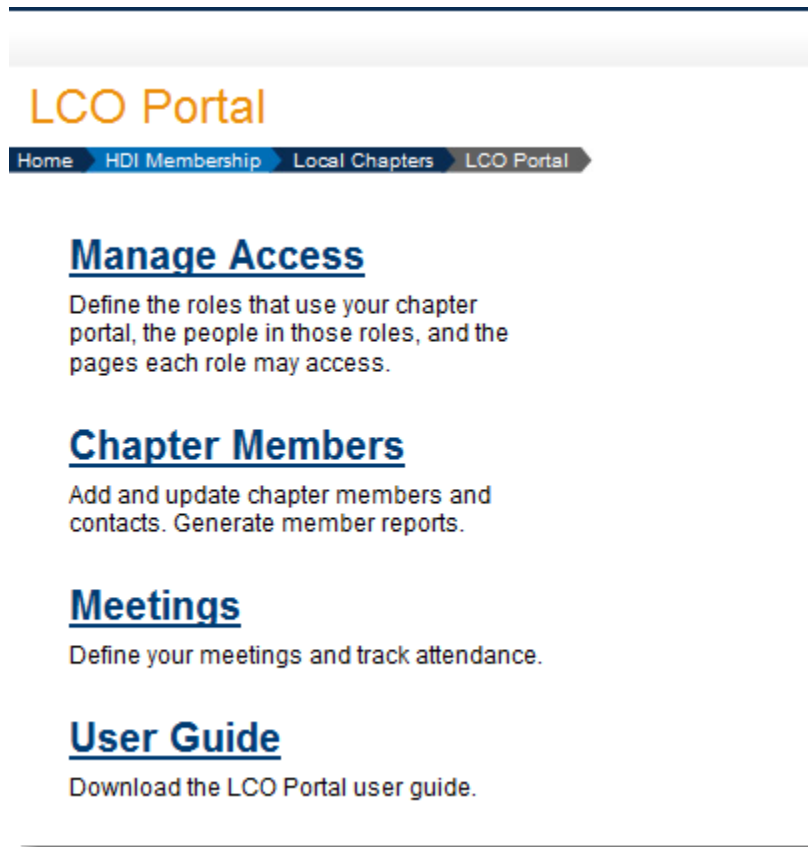 LCO Portal
Home HDI Membership Local Chapters LCO Portal
Manage Access
Define the roles that use your chapter
portal, the people in those roles, and the
pages each role may access.
Chapter Members
Add and update chapter members and
contacts. Generate member reports.
Meetings
Define your meetings and track attendance.
User Guide
Download the LCO Portal user guide.